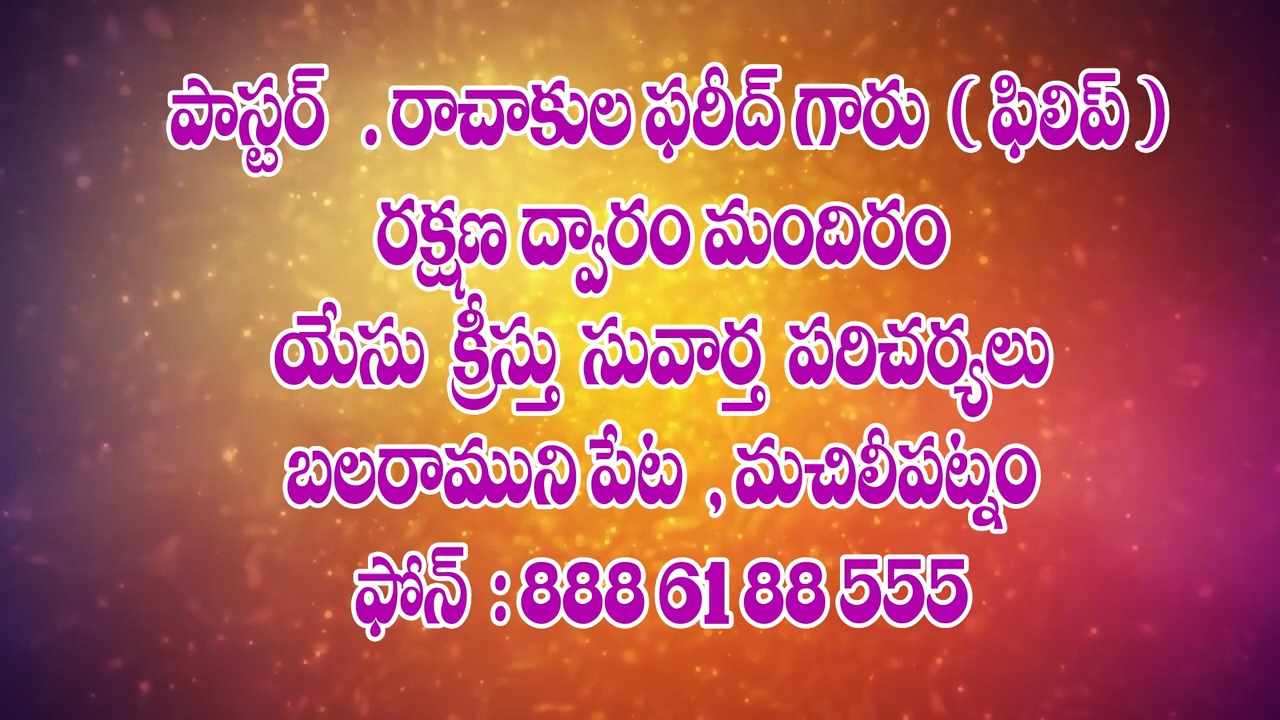 పాస్టర్ . రాచాకుల ఫరీద్ గారు ( ఫిలిప్ )
రక్షణ ద్వారం మందిరం
యేసు క్రీస్తు సువార్త పరిచర్యలు
బలరాముని పేట , మచిలీపట్నం
ఫోన్ : 888 61 88 555